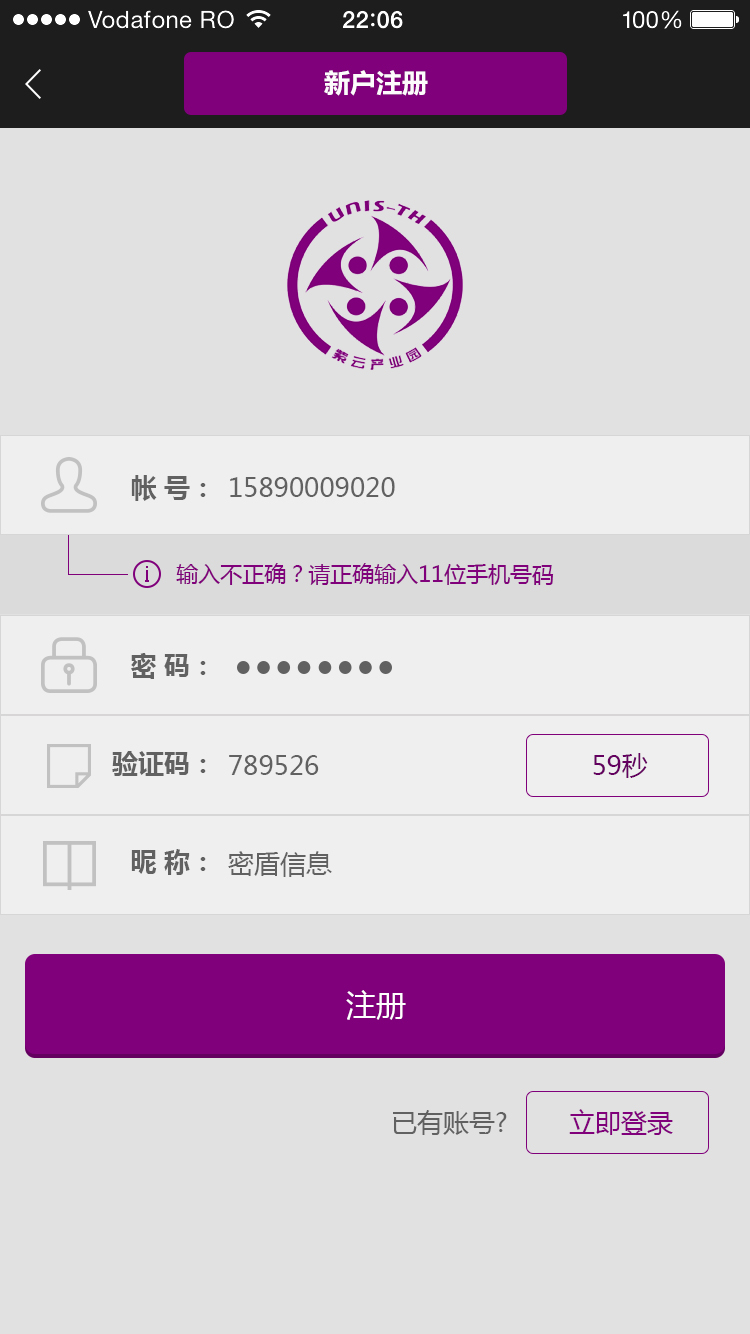 Vodafone RO 22:06 100%
新户注册
UNIS-TH
紫云产业园
帐 号： 15890009020
输入不正确？请正确输入11位手机号码
密 码： ●●●●●●●●
验证码： 789526 59秒
昵 称： 密盾信息
注册
已有账号? 立即登录